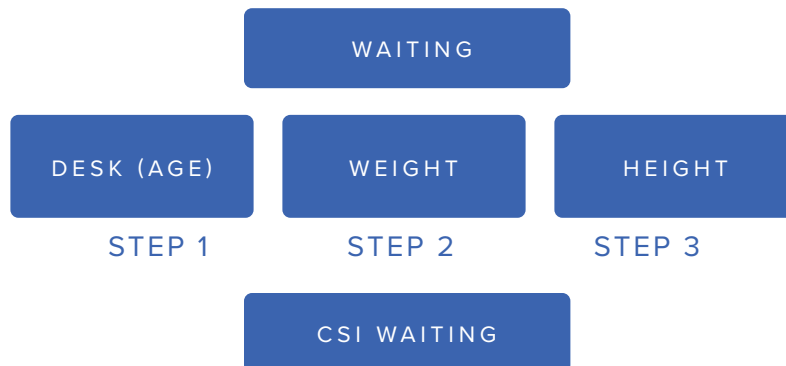 WAITING
DESK (AGE)
WEIGHT
HEIGHT
STEP 1
STEP 2
STEP 3
CSI WAITING